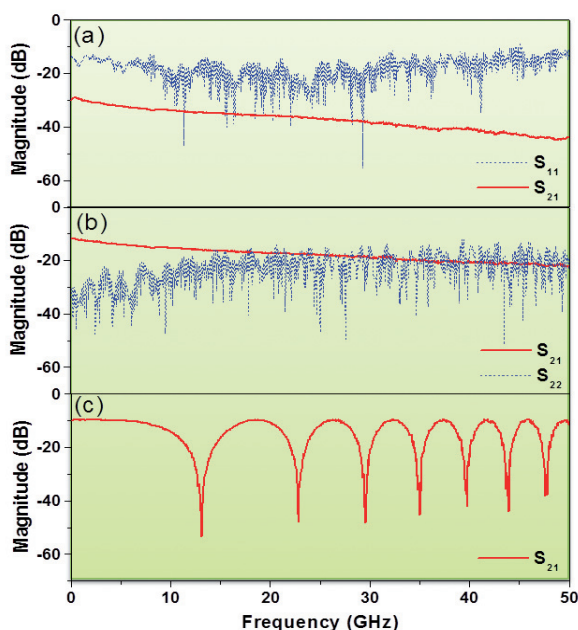 (a)
0
-20
-40
-60
Magnitude (dB)
S11
S21
(b)
0
-20
-40
-60
Magnitude (dB)
S21
S22
(c)
0
-20
-40
-60
Magnitude (dB)
S21
0 10 20 30 40 50
Frequency (GHz)